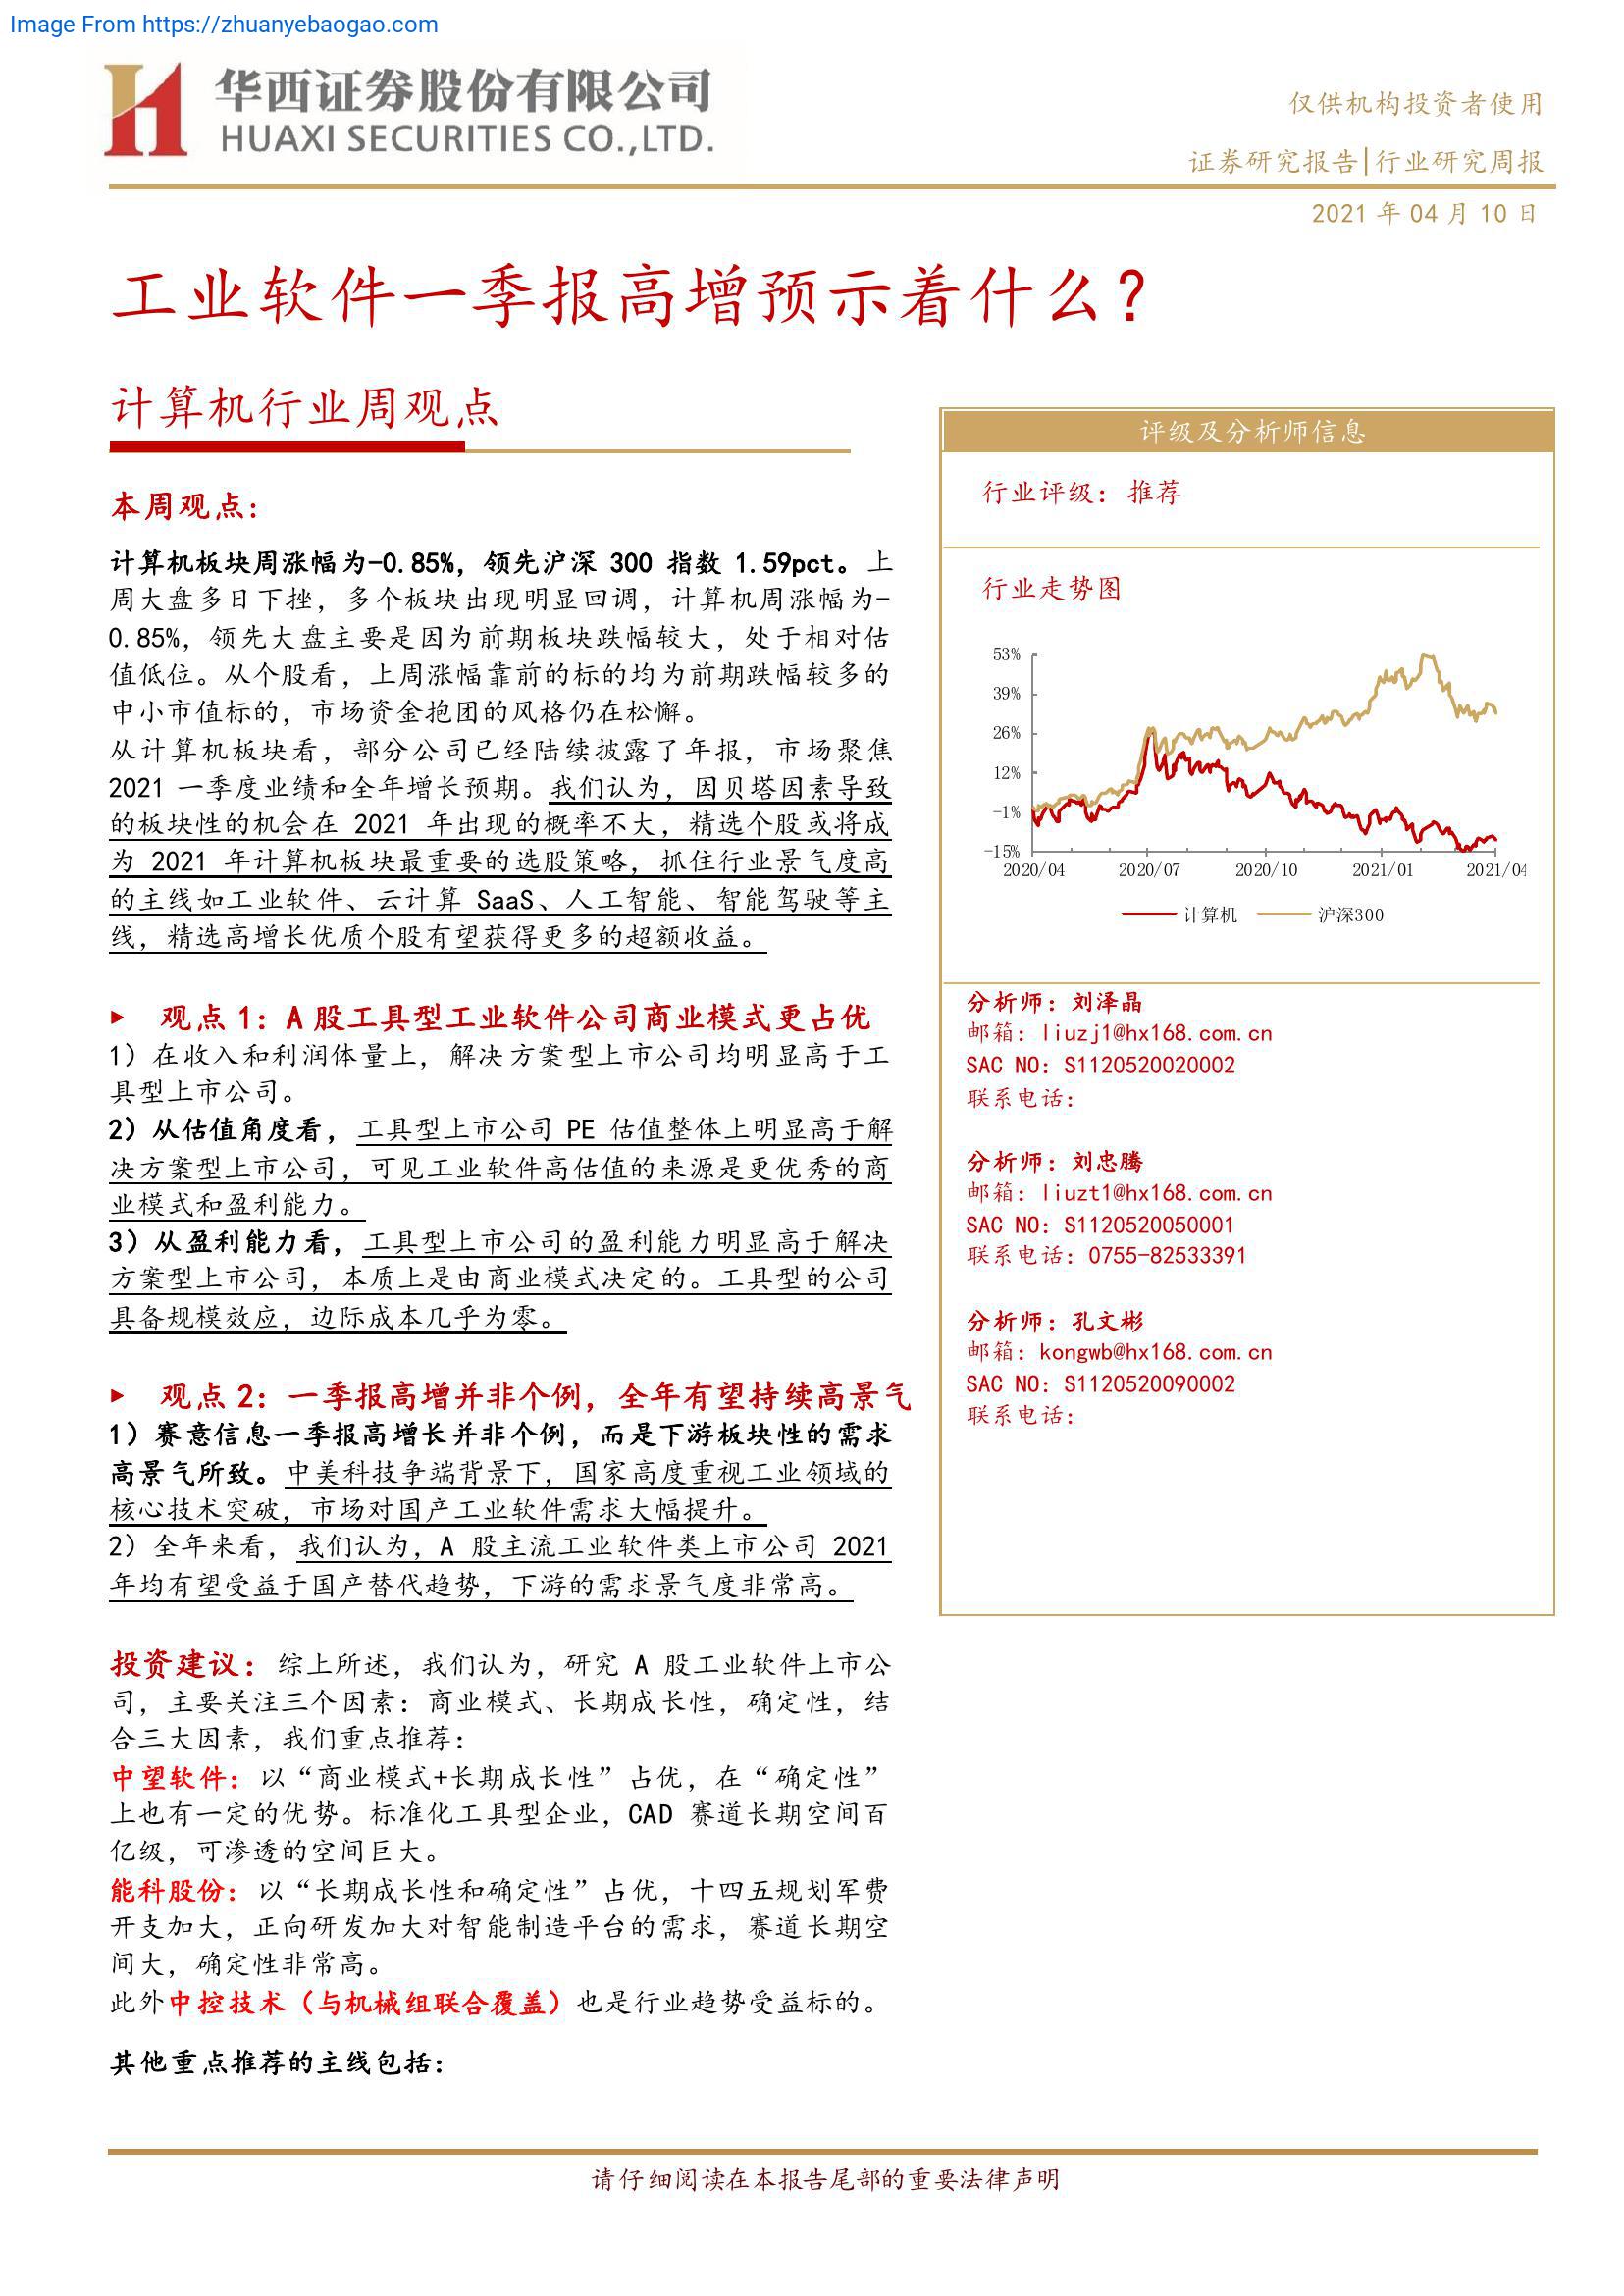 Image From https://zhuanyebaogao.com
华西证券股份有限公司
HUAXI SECURITIES CO.,LTD.
仅供机构投资者使用
证券研究报告|行业研究周报
2021 年 04 月 10 日
工业软件一季报高增预示着什么？
计算机行业周观点
本周观点：
计算机板块周涨幅为-0.85%，领先沪深 300 指数 1.59pct。上
周大盘多日下挫，多个板块出现明显回调，计算机周涨幅为-
0.85%，领先大盘主要是因为前期板块跌幅较大，处于相对估
值低位。从个股看，上周涨幅靠前的标的均为前期跌幅较多的
中小市值标的，市场资金抱团的风格仍在松懈。
从计算机板块看，部分公司已经陆续披露了年报，市场聚焦
2021 一季度业绩和全年增长预期。我们认为，因贝塔因素导致
的板块性的机会在 2021 年出现的概率不大，精选个股或将成
为 2021 年计算机板块最重要的选股策略，抓住行业景气度高
的主线如工业软件、云计算 SaaS、人工智能、智能驾驶等主
线，精选高增长优质个股有望获得更多的超额收益。
► 观点 1：A 股工具型工业软件公司商业模式更占优
1）在收入和利润体量上，解决方案型上市公司均明显高于工
具型上市公司。
2）从估值角度看，工具型上市公司 PE 估值整体上明显高于解
决方案型上市公司，可见工业软件高估值的来源是更优秀的商
业模式和盈利能力。
3）从盈利能力看，工具型上市公司的盈利能力明显高于解决
方案型上市公司，本质上是由商业模式决定的。工具型的公司
具备规模效应，边际成本几乎为零。
► 观点 2：一季报高增并非个例，全年有望持续高景气
1）赛意信息一季报高增长并非个例，而是下游板块性的需求
高景气所致。中美科技争端背景下，国家高度重视工业领域的
核心技术突破，市场对国产工业软件需求大幅提升。
2）全年来看，我们认为，A 股主流工业软件类上市公司 2021
年均有望受益于国产替代趋势，下游的需求景气度非常高。
投资建议：综上所述，我们认为，研究 A 股工业软件上市公
司，主要关注三个因素：商业模式、长期成长性，确定性，结
合三大因素，我们重点推荐：
中望软件：以“商业模式+长期成长性”占优，在“确定性”
上也有一定的优势。标准化工具型企业，CAD 赛道长期空间百
亿级，可渗透的空间巨大。
能科股份：以“长期成长性和确定性”占优，十四五规划军费
开支加大，正向研发加大对智能制造平台的需求，赛道长期空
间大，确定性非常高。
此外中控技术（与机械组联合覆盖）也是行业趋势受益标的。
其他重点推荐的主线包括：
评级及分析师信息
行业评级：推荐
行业走势图
53%
39%
26%
12%
-1%
-15%
2020/04 2020/07 2020/10 2021/01 2021/04
计算机 沪深300
分析师：刘泽晶
邮箱：liuzj1@hx168.com.cn
SAC NO：S1120520020002
联系电话：
分析师：刘忠腾
邮箱：liuzt1@hx168.com.cn
SAC NO：S1120520050001
联系电话：0755-82533391
分析师：孔文彬
邮箱：kongwb@hx168.com.cn
SAC NO：S1120520090002
联系电话：
请仔细阅读在本报告尾部的重要法律声明